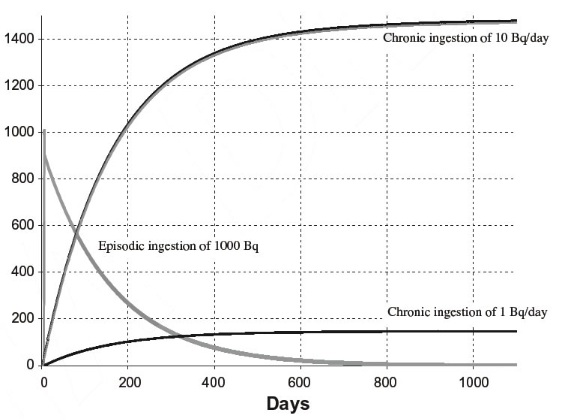 1400
Chronic ingestion of 10 Bq/day
1200
1000
800
600
Episodic ingestion of 1000 Bq
400
Chronic ingestion of 1 Bq/day
200
0
0 200 400 600 800 1000
Days